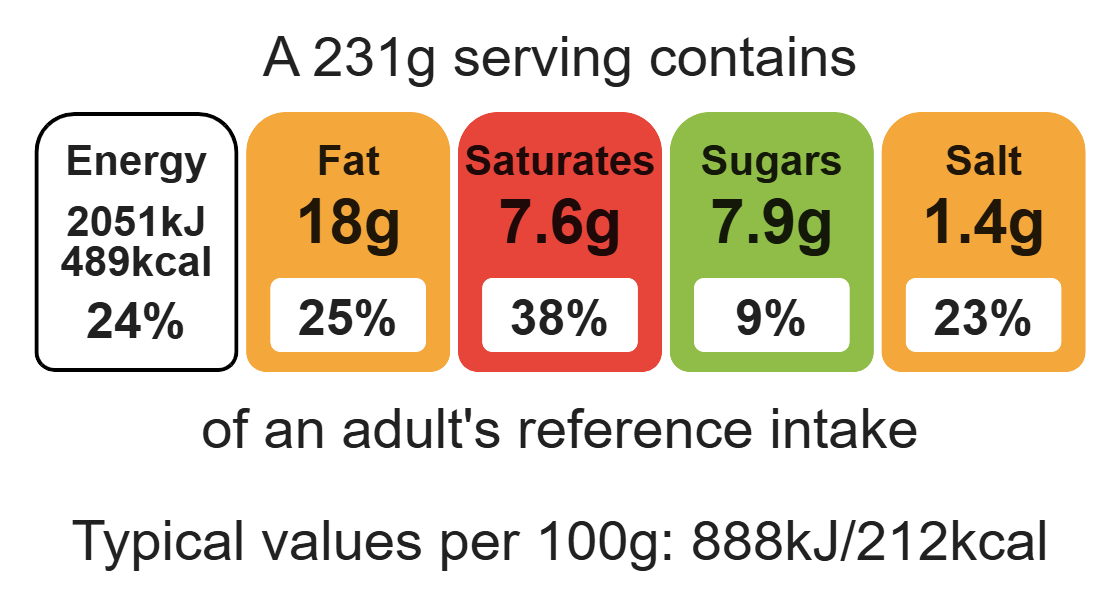 A 231g serving contains
Energy
2051kJ
489kcal
24%
Fat
18g
25%
Saturates
7.6g
38%
Sugars
7.9g
9%
Salt
1.4g
23%
of an adult's reference intake
Typical values per 100g: 888kJ/212kcal